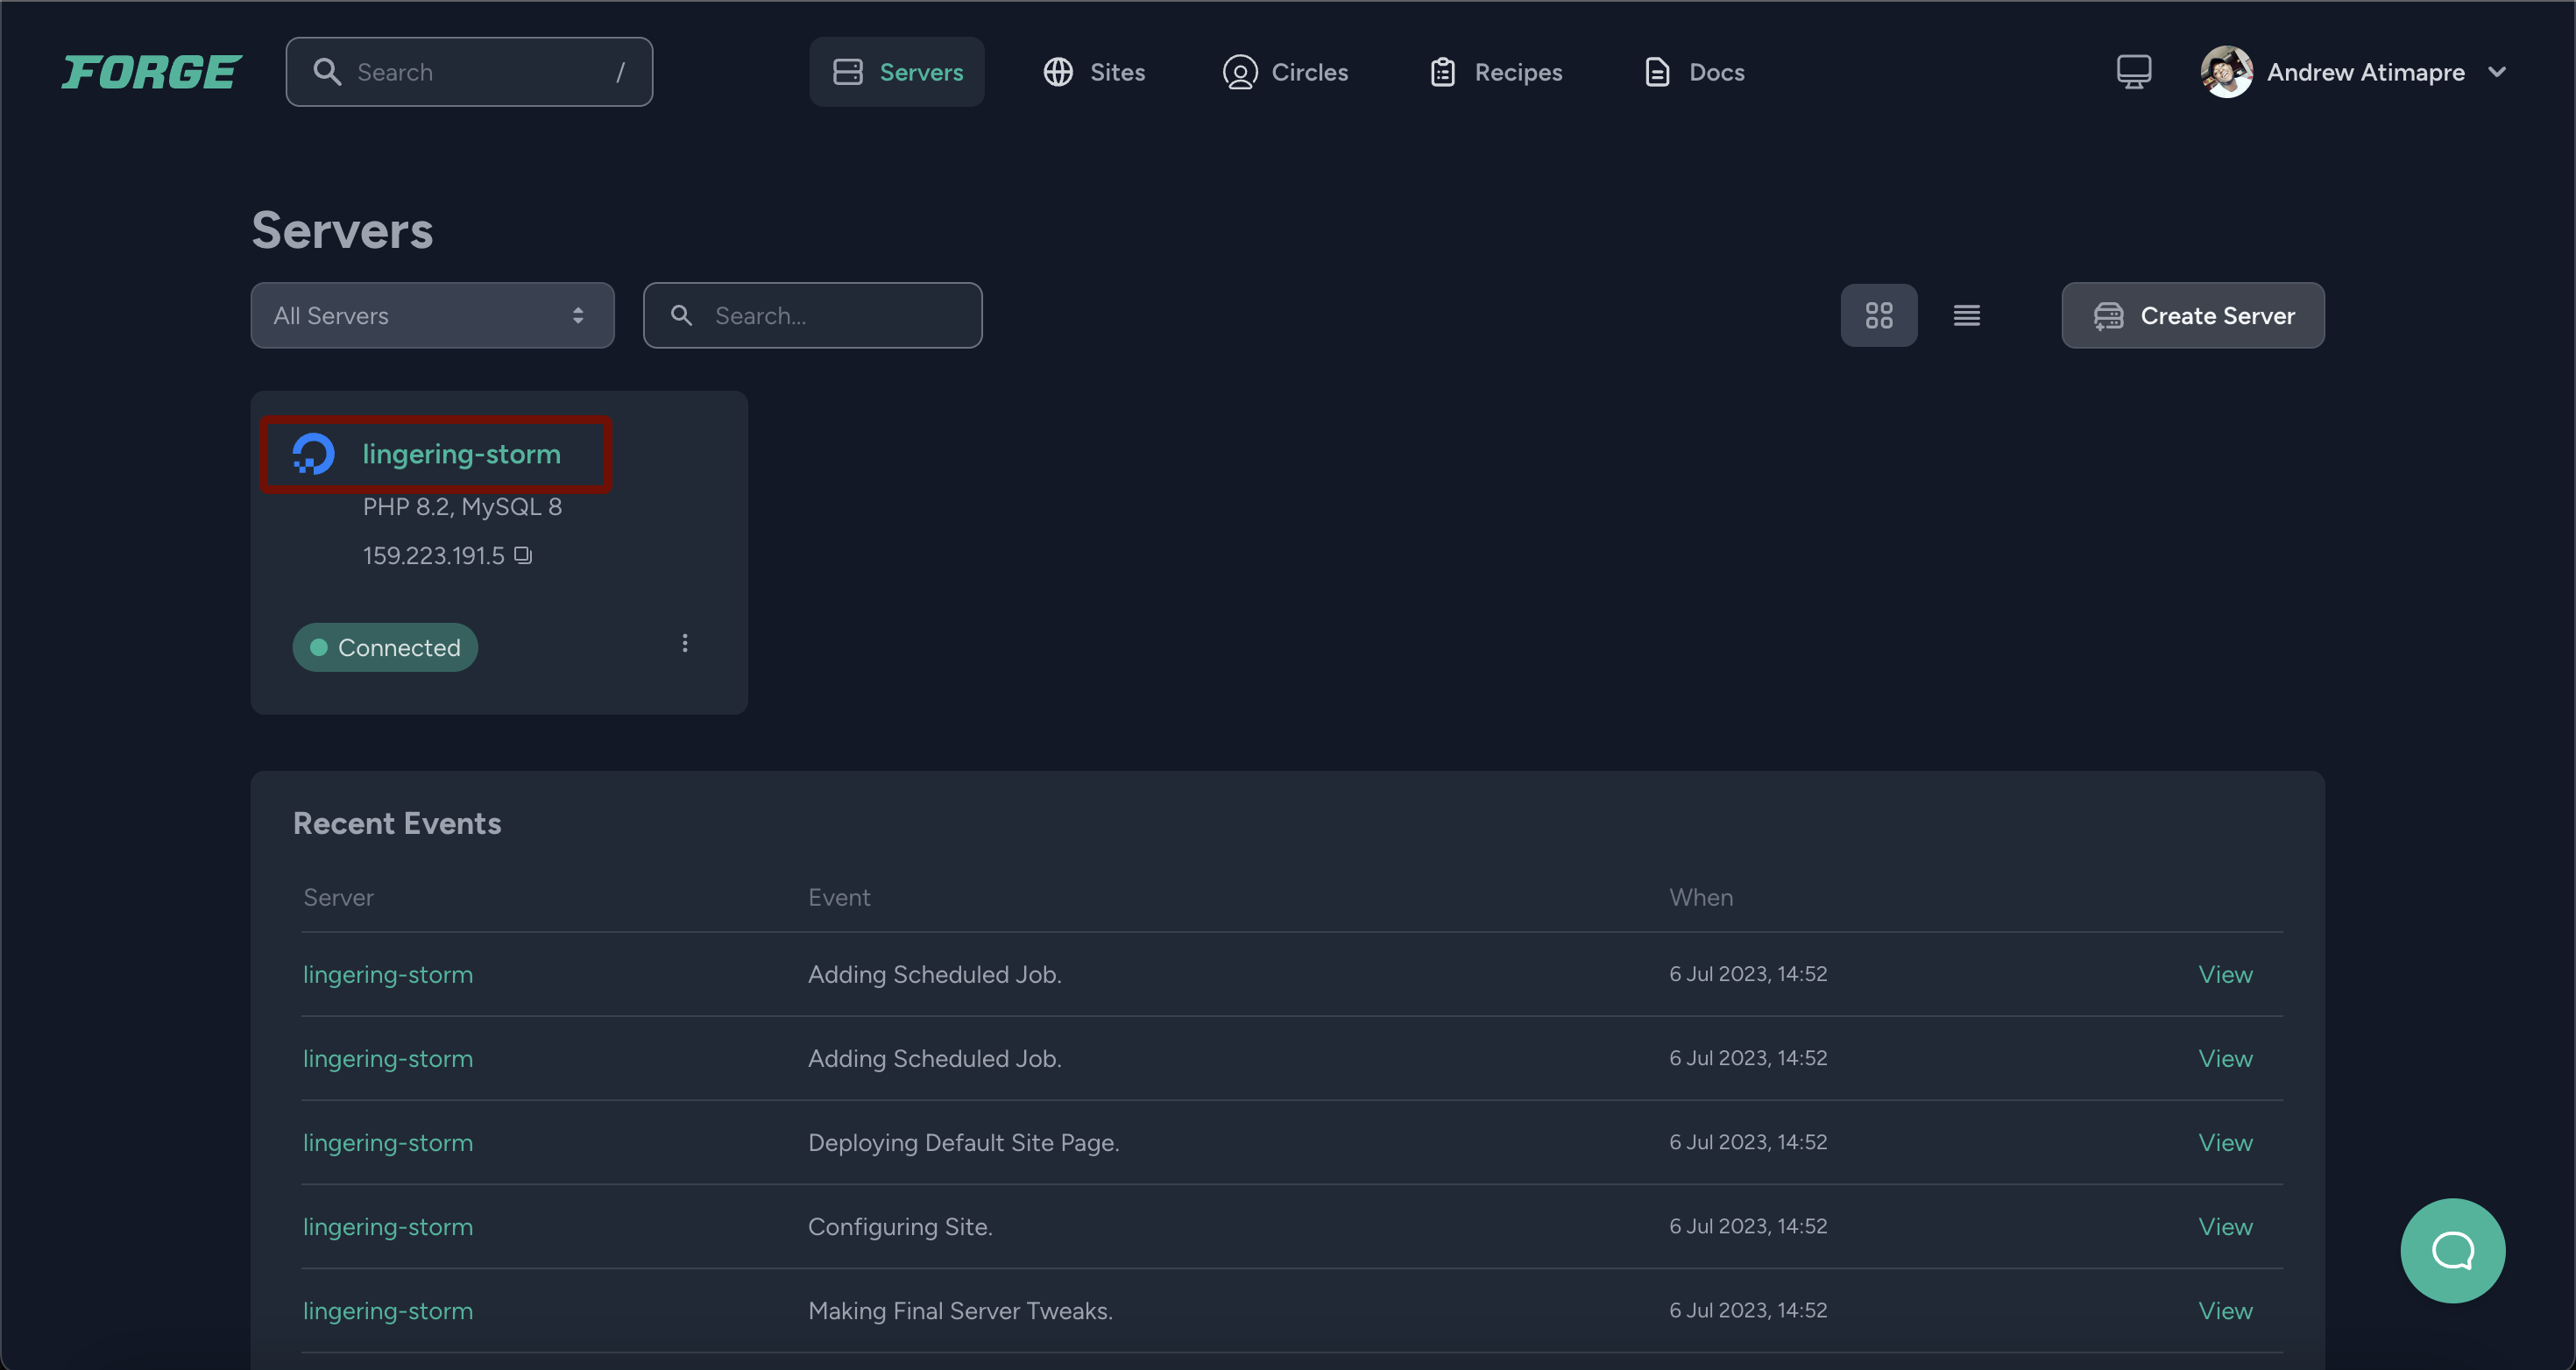 FORGE
Search /
Servers
Sites
Circles
Recipes
Docs
Andrew Atimapre
Servers
All Servers
Search...
Create Server
lingering-storm
PHP 8.2, MySQL 8
159.223.191.5
Connected
Recent Events
Server Event When
lingering-storm Adding Scheduled Job. 6 Jul 2023, 14:52 View
lingering-storm Adding Scheduled Job. 6 Jul 2023, 14:52 View
lingering-storm Deploying Default Site Page. 6 Jul 2023, 14:52 View
lingering-storm Configuring Site. 6 Jul 2023, 14:52 View
lingering-storm Making Final Server Tweaks. 6 Jul 2023, 14:52 View